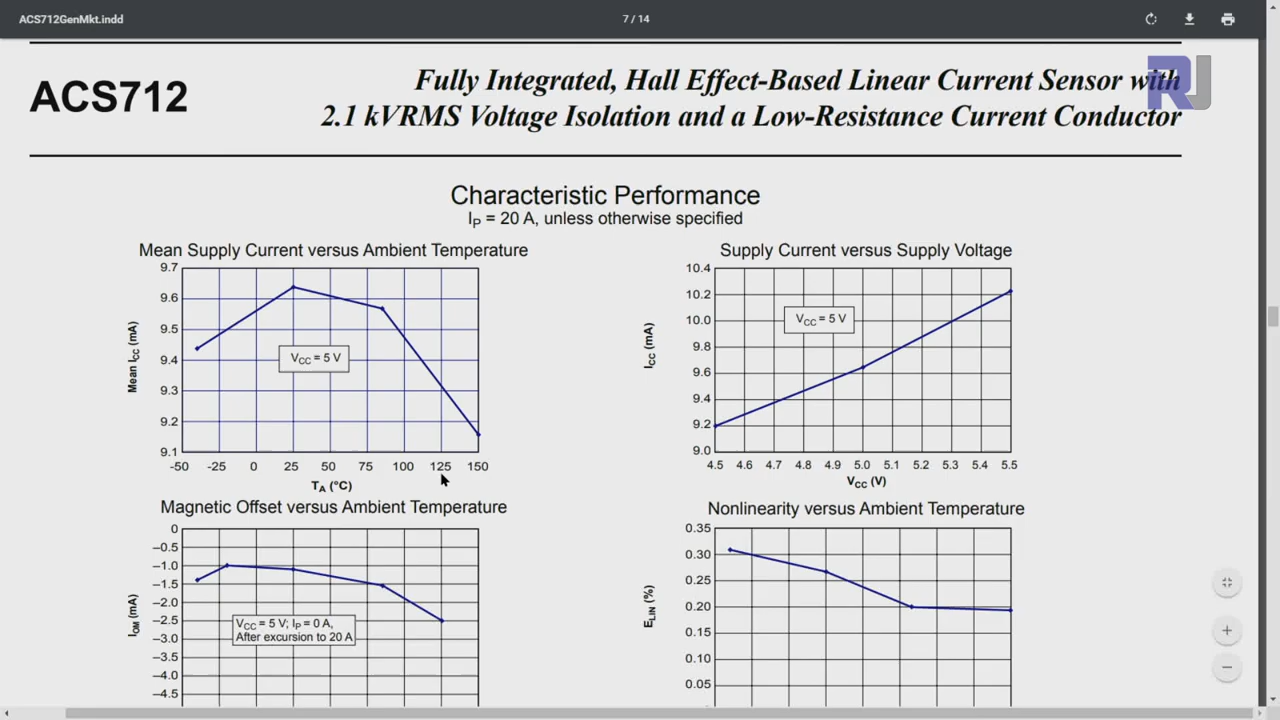 ACS712GenMkt.indd
7 / 14
RJ
ACS712
Fully Integrated, Hall Effect-Based Linear Current Sensor with
2.1 kVRMS Voltage Isolation and a Low-Resistance Current Conductor
Characteristic Performance
IP = 20 A, unless otherwise specified
Mean Supply Current versus Ambient Temperature
9.7
9.6
9.5
9.4
9.3
9.2
9.1
Mean ICC (mA)
VCC = 5 V
-50 -25 0 25 50 75 100 125 150
TA (°C)
Supply Current versus Supply Voltage
10.4
10.2
10.0
9.8
9.6
9.4
9.2
9.0
ICC (mA)
VCC = 5 V
4.5 4.6 4.7 4.8 4.9 5.0 5.1 5.2 5.3 5.4 5.5
VCC (V)
Magnetic Offset versus Ambient Temperature
0
–0.5
–1.0
–1.5
–2.0
–2.5
–3.0
–3.5
–4.0
–4.5
IOM (mA)
VCC = 5 V; IP = 0 A,
After excursion to 20 A
Nonlinearity versus Ambient Temperature
0.35
0.30
0.25
0.20
0.15
0.10
0.05
ELIN (%)